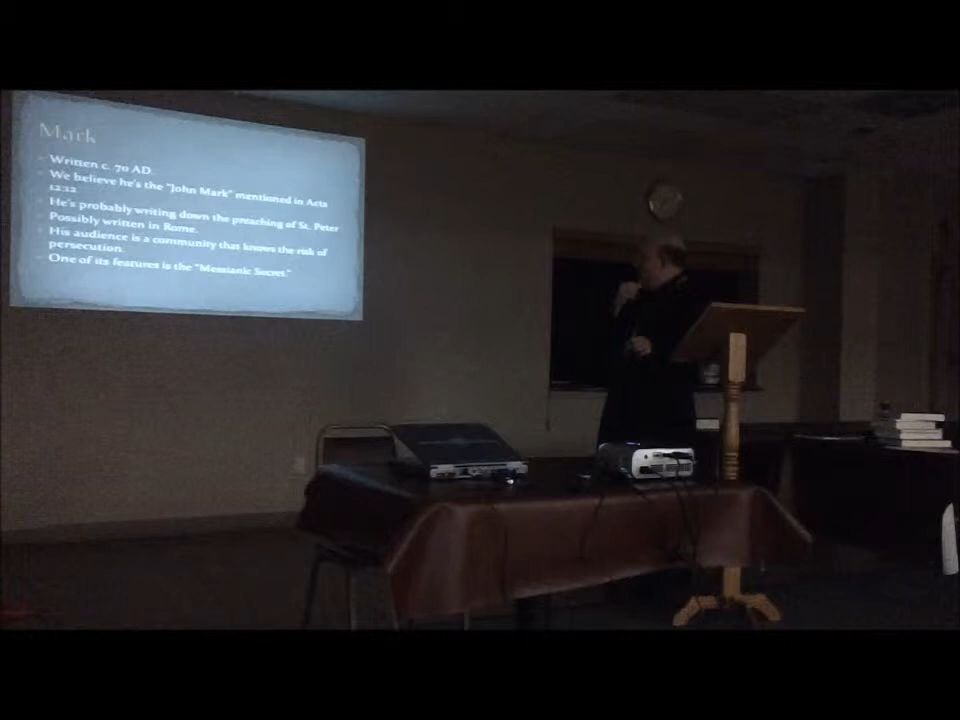 Mark
Written c. 70 AD.
We believe he's the "John Mark" mentioned in Acta
12:12.
He's probably writing down the preaching of St. Peter
Possibly written in Rome.
His audience is a community that knows the risk of
persecution.
One of its features is the "Messianic Secret."